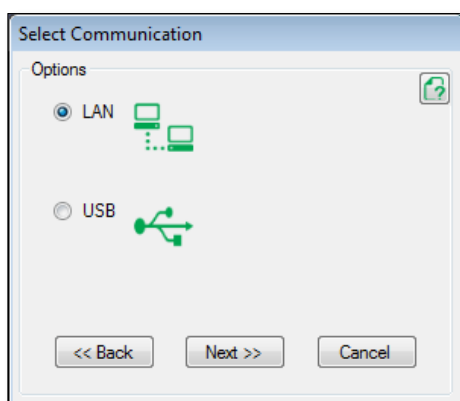 Select Communication
Options
LAN
USB
<< Back Next >> Cancel